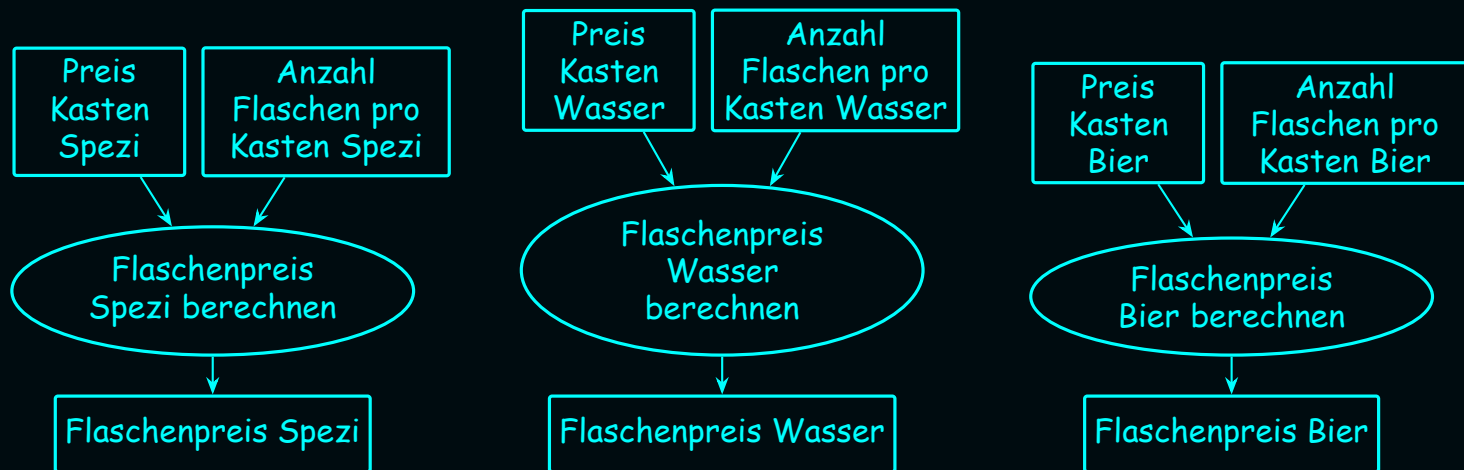 Preis
Kasten
Spezi
Anzahl
Flaschen pro
Kasten Spezi
Flaschenpreis
Spezi berechnen
Flaschenpreis Spezi
Preis
Kasten
Wasser
Anzahl
Flaschen pro
Kasten Wasser
Flaschenpreis
Wasser
berechnen
Flaschenpreis Wasser
Preis
Kasten
Bier
Anzahl
Flaschen pro
Kasten Bier
Flaschenpreis
Bier berechnen
Flaschenpreis Bier